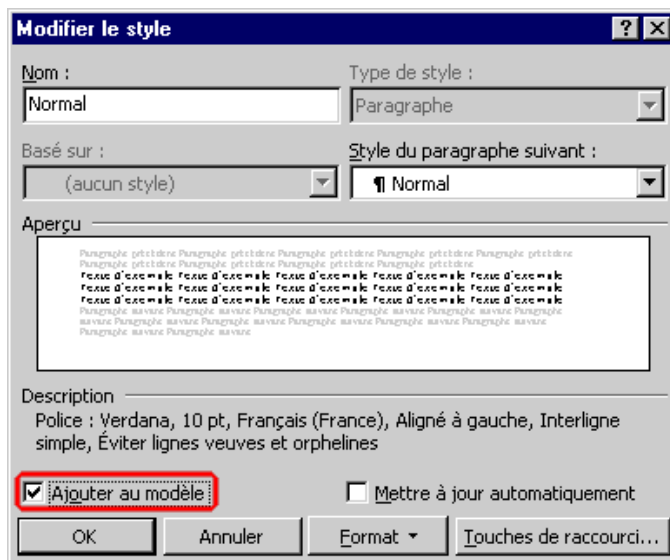 Modifier le style
Nom :
Type de style :
Normal
Paragraphe
Basé sur :
Style du paragraphe suivant :
(aucun style)
¶ Normal
Aperçu
Texte d'exemple Texte d'exemple Texte d'exemple Texte d'exemple Texte d'exemple
Texte d'exemple Texte d'exemple Texte d'exemple Texte d'exemple Texte d'exemple
Texte d'exemple Texte d'exemple Texte d'exemple Texte d'exemple Texte d'exemple
Description
Police : Verdana, 10 pt, Français (France), Aligné à gauche, Interligne
simple, Éviter lignes veuves et orphelines
Ajouter au modèle
Mettre à jour automatiquement
OK
Annuler
Format
Touches de raccourci...